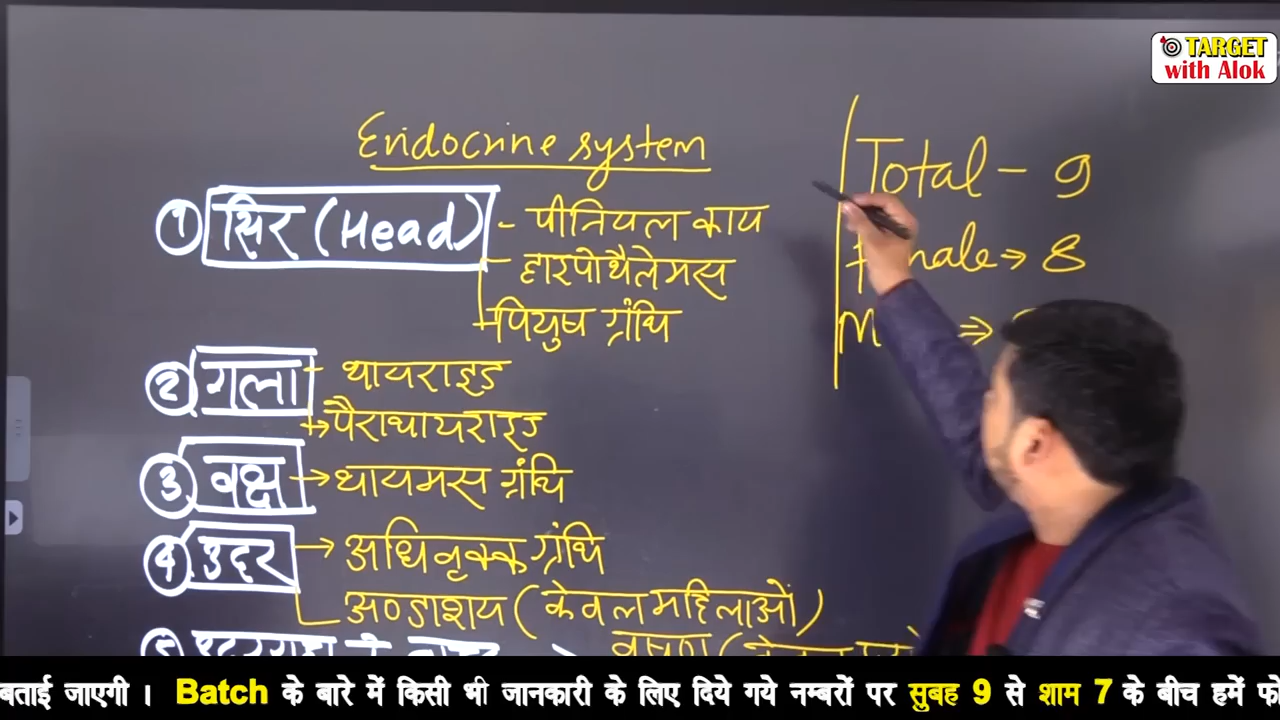 TARGET
with Alok
Endocrine system
Total - 9
① सिर (Head) - पीनियल काय
male → 8
- हाइपोथैलेमस
पियुष ग्रंथि
M ⇒
② गला - थायराइड
→ पैराथायराइड
③ वक्ष → थायमस ग्रंथि
④ उदर → अधिवृक्क ग्रंथि
अण्डाशय (केवल महिलाओं)
बताई जाएगी । Batch के बारे में किसी भी जानकारी के लिए दिये गये नम्बरों पर सुबह 9 से शाम 7 के बीच हमें